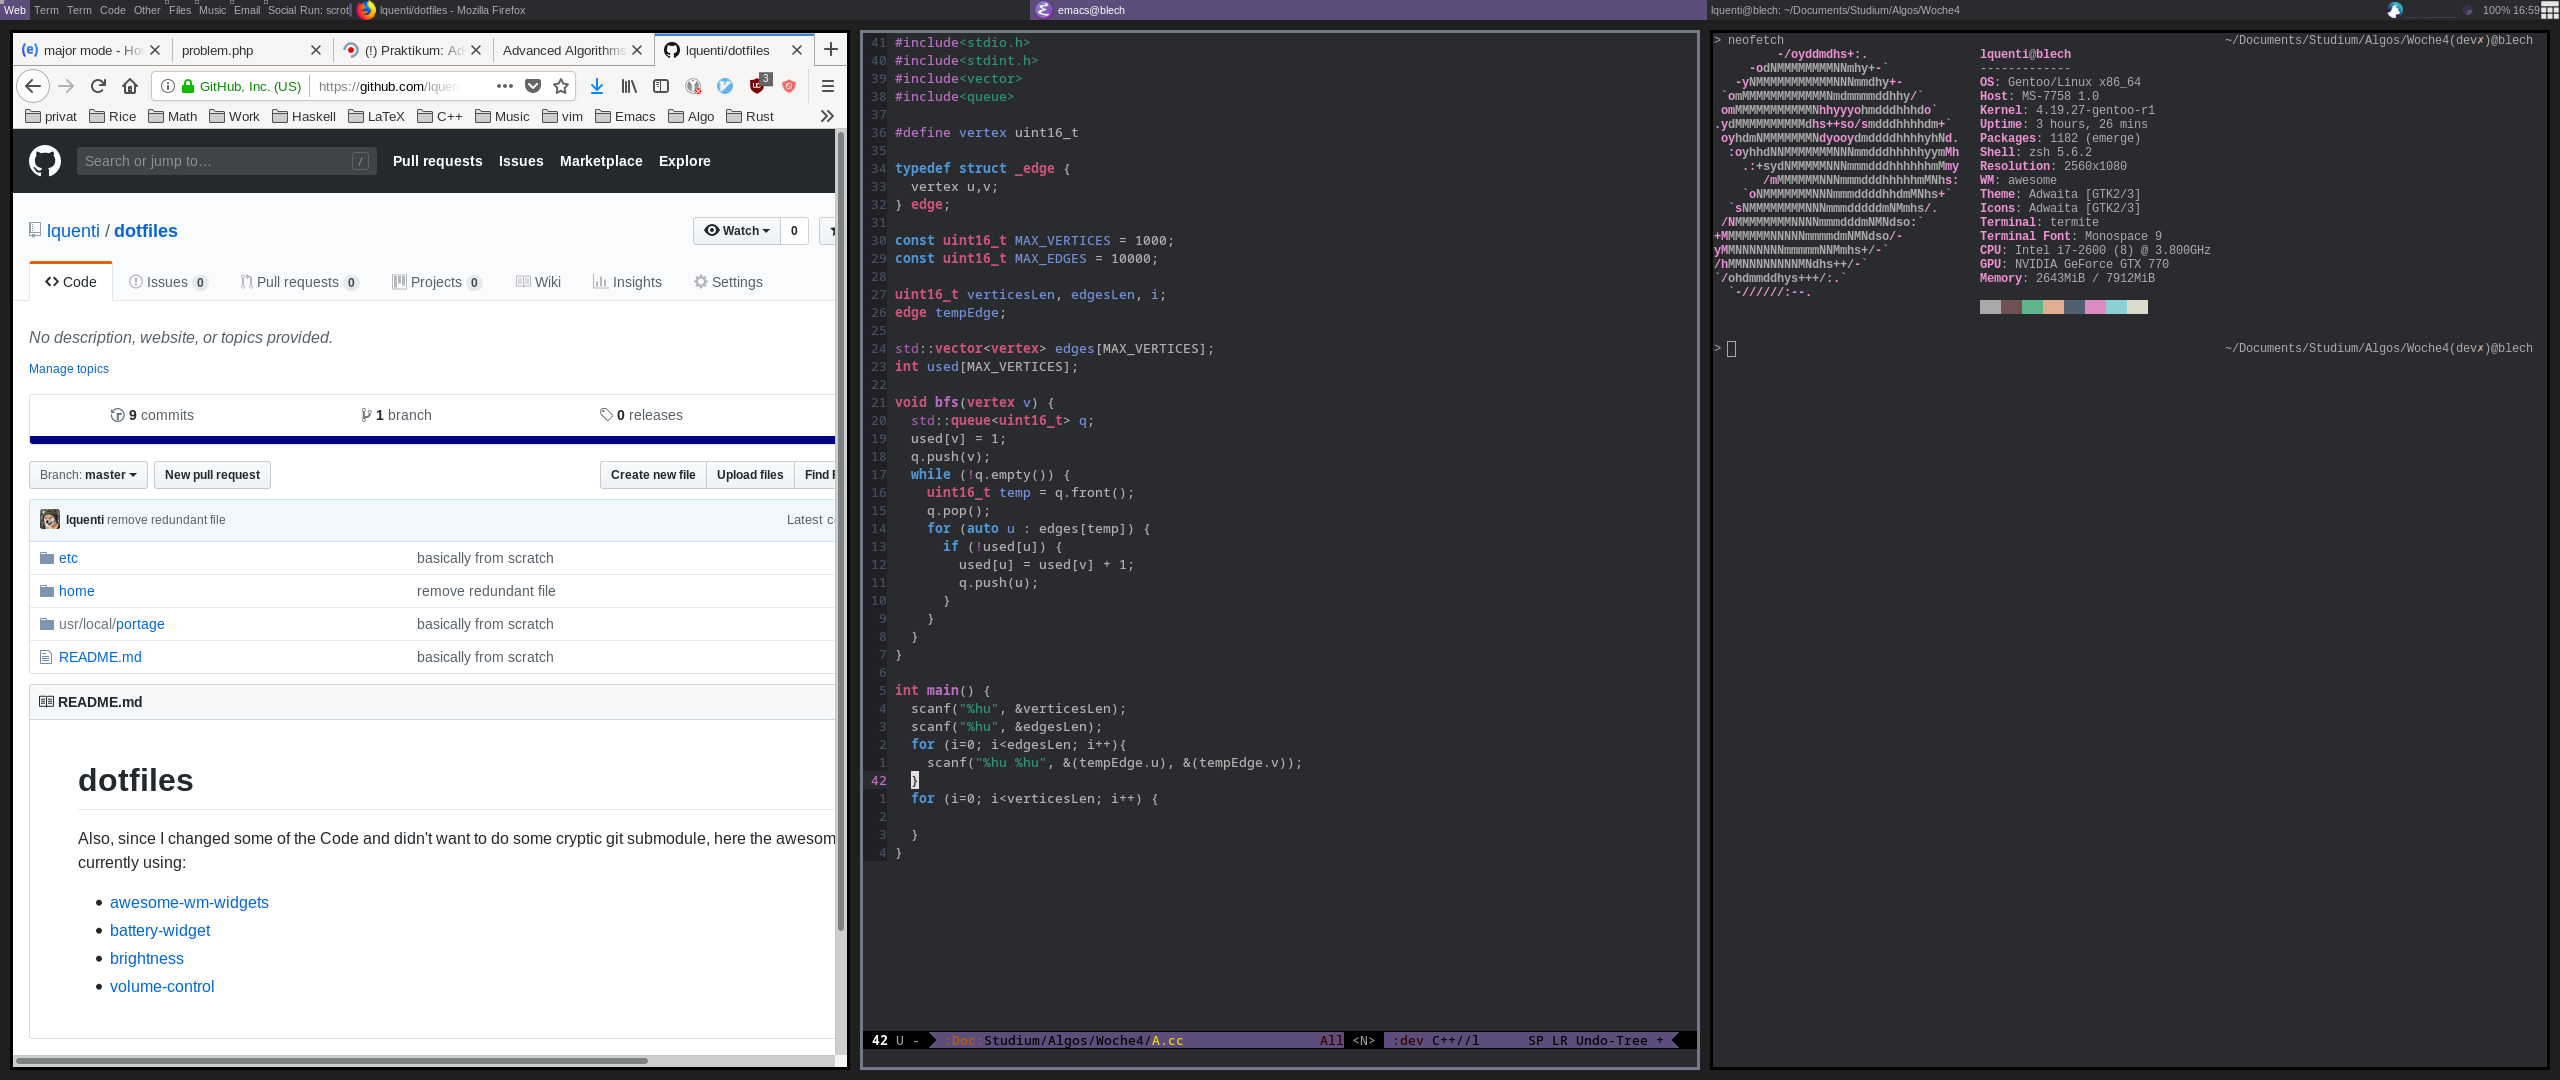 Web Term Term Code Other Files Music Email Social Run: scrot lquenti/dotfiles - Mozilla Firefox
emacs@blech
lquenti@blech: ~/Documents/Studium/Algos/Woche4
100% 16:59
major mode - Ho
problem.php
(!) Praktikum: Ad
Advanced Algorithms
lquenti/dotfiles
GitHub, Inc. (US)
https://github.com/lquen
3
privat Rice Math Work Haskell LaTeX C++ Music vim Emacs Algo Rust
Search or jump to… /
Pull requests Issues Marketplace Explore
lquenti / dotfiles
Watch 0
Code Issues 0 Pull requests 0 Projects 0 Wiki Insights Settings
No description, website, or topics provided.
Manage topics
9 commits 1 branch 0 releases
Branch: master New pull request Create new file Upload files Find F
lquenti remove redundant file Latest c
etc basically from scratch
home remove redundant file
usr/local/portage basically from scratch
README.md basically from scratch
README.md
dotfiles
Also, since I changed some of the Code and didn't want to do some cryptic git submodule, here the awesom
currently using:
awesome-wm-widgets
battery-widget
brightness
volume-control
41 #include<stdio.h>
40 #include<stdint.h>
39 #include<vector>
38 #include<queue>
37
36 #define vertex uint16_t
35
34 typedef struct _edge {
33   vertex u,v;
32 } edge;
31
30 const uint16_t MAX_VERTICES = 1000;
29 const uint16_t MAX_EDGES = 10000;
28
27 uint16_t verticesLen, edgesLen, i;
26 edge tempEdge;
25
24 std::vector<vertex> edges[MAX_VERTICES];
23 int used[MAX_VERTICES];
22
21 void bfs(vertex v) {
20   std::queue<uint16_t> q;
19   used[v] = 1;
18   q.push(v);
17   while (!q.empty()) {
16     uint16_t temp = q.front();
15     q.pop();
14     for (auto u : edges[temp]) {
13       if (!used[u]) {
12         used[u] = used[v] + 1;
11         q.push(u);
10       }
9     }
8   }
7 }
6
5 int main() {
4   scanf("%hu", &verticesLen);
3   scanf("%hu", &edgesLen);
2   for (i=0; i<edgesLen; i++){
1     scanf("%hu %hu", &(tempEdge.u), &(tempEdge.v));
42   }
1   for (i=0; i<verticesLen; i++) {
2
3   }
4 }
42 U - :Doc:Studium/Algos/Woche4/A.cc All <N> :dev C++//l SP LR Undo-Tree +
> neofetch ~/Documents/Studium/Algos/Woche4(dev✗)@blech
lquenti@blech
-------------
OS: Gentoo/Linux x86_64
Host: MS-7758 1.0
Kernel: 4.19.27-gentoo-r1
Uptime: 3 hours, 26 mins
Packages: 1182 (emerge)
Shell: zsh 5.6.2
Resolution: 2560x1080
WM: awesome
Theme: Adwaita [GTK2/3]
Icons: Adwaita [GTK2/3]
Terminal: termite
Terminal Font: Monospace 9
CPU: Intel i7-2600 (8) @ 3.800GHz
GPU: NVIDIA GeForce GTX 770
Memory: 2643MiB / 7912MiB
> ~/Documents/Studium/Algos/Woche4(dev✗)@blech